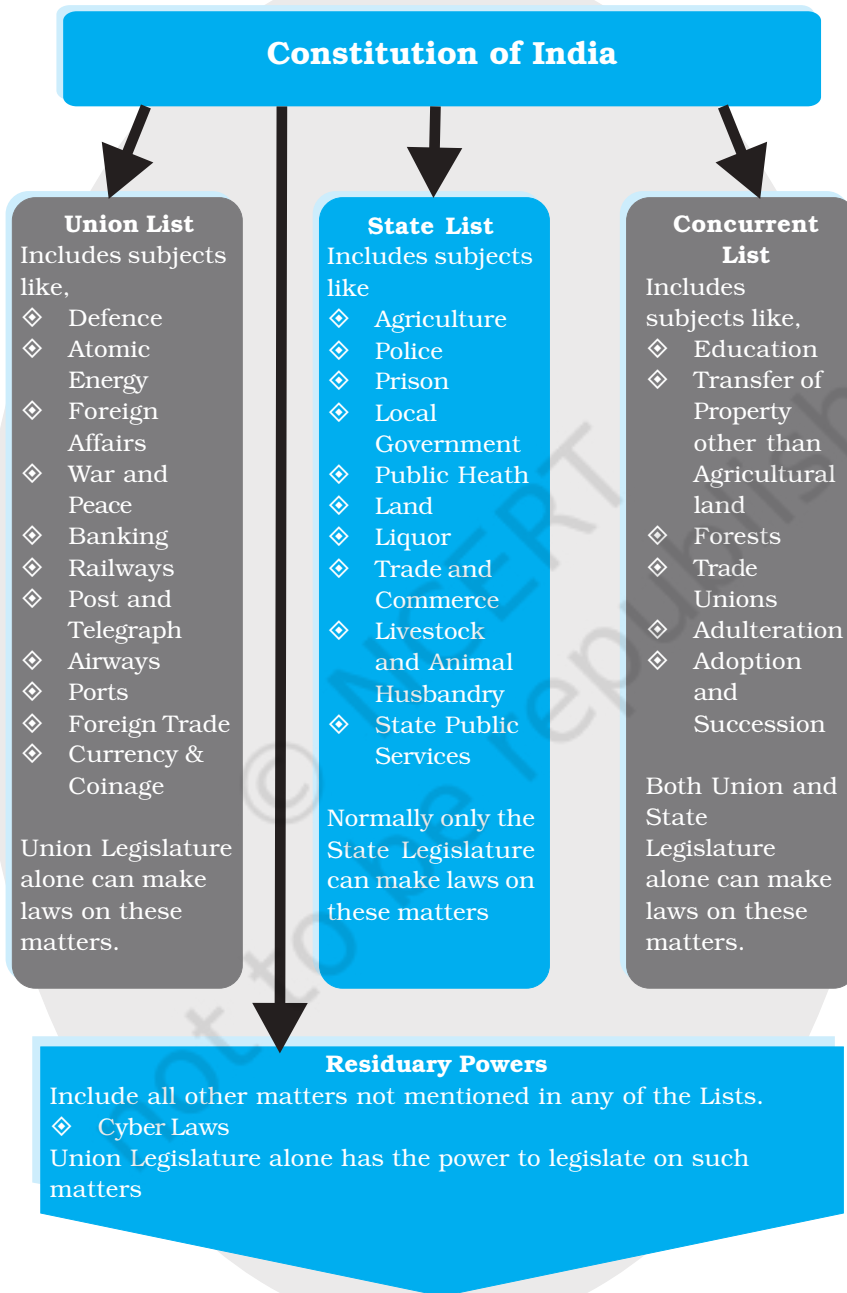 Constitution of India
Union List
Includes subjects
like,
Defence
Atomic
Energy
Foreign
Affairs
War and
Peace
Banking
Railways
Post and
Telegraph
Airways
Ports
Foreign Trade
Currency &
Coinage
Union Legislature
alone can make
laws on these
matters.
State List
Includes subjects
like
Agriculture
Police
Prison
Local
Government
Public Heath
Land
Liquor
Trade and
Commerce
Livestock
and Animal
Husbandry
State Public
Services
Normally only the
State Legislature
can make laws on
these matters
Concurrent
List
Includes
subjects like,
Education
Transfer of
Property
other than
Agricultural
land
Forests
Trade
Unions
Adulteration
Adoption
and
Succession
Both Union and
State
Legislature
alone can make
laws on these
matters.
Residuary Powers
Include all other matters not mentioned in any of the Lists.
Cyber Laws
Union Legislature alone has the power to legislate on such
matters
© NCERT
not to be republish